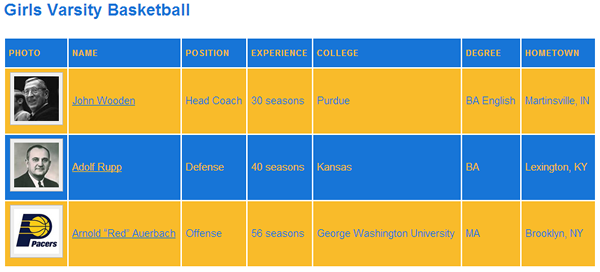 Girls Varsity Basketball
PHOTO NAME POSITION EXPERIENCE COLLEGE DEGREE HOMETOWN
John Wooden Head Coach 30 seasons Purdue BA English Martinsville, IN
Adolf Rupp Defense 40 seasons Kansas BA Lexington, KY
Pacers Arnold "Red" Auerbach Offense 56 seasons George Washington University MA Brooklyn, NY